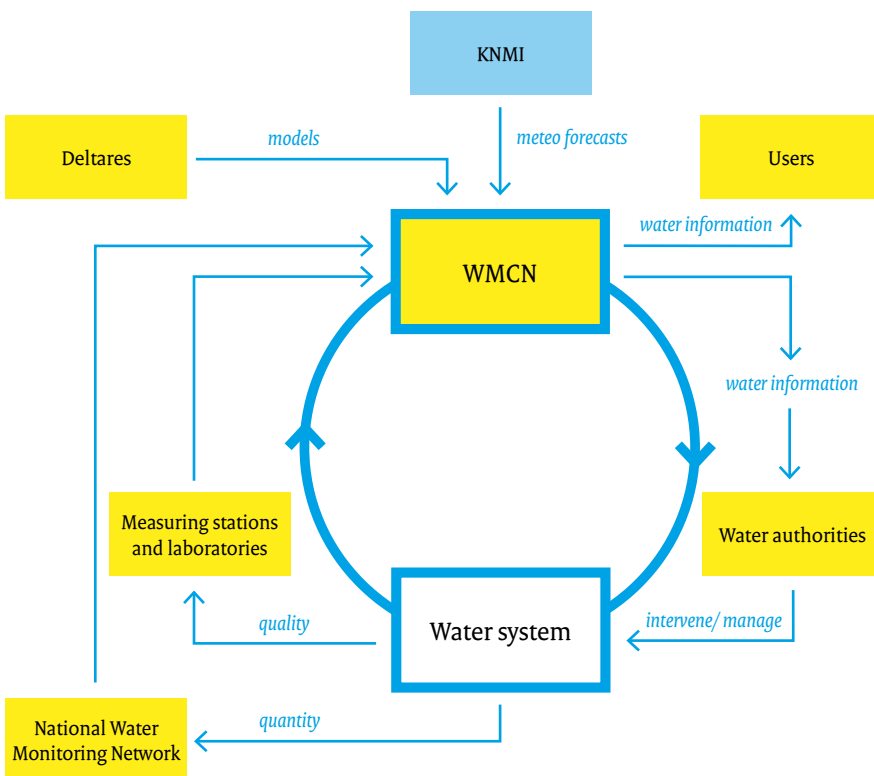 KNMI
Deltares
models
meteo forecasts
Users
water information
WMCN
water information
Measuring stations
and laboratories
Water authorities
quality
Water system
intervene/ manage
quantity
National Water
Monitoring Network